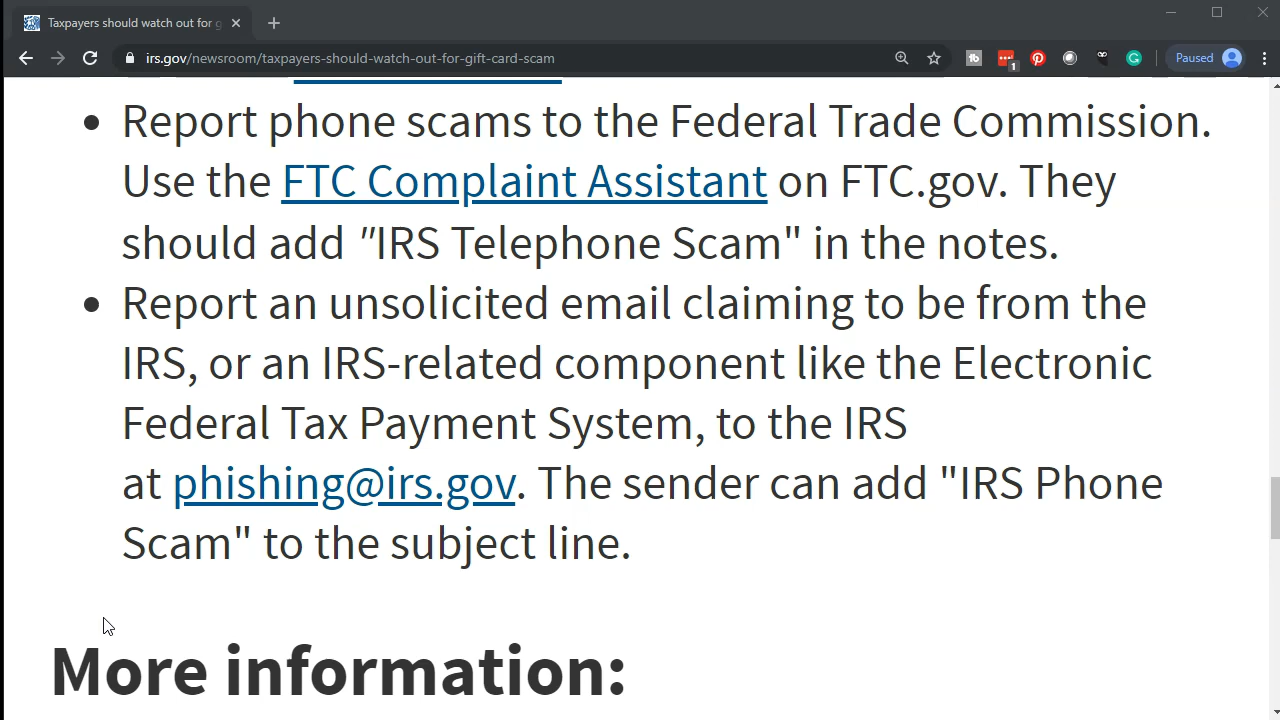 Taxpayers should watch out for g
irs.gov/newsroom/taxpayers-should-watch-out-for-gift-card-scam
1
Paused
Report phone scams to the Federal Trade Commission.
Use the FTC Complaint Assistant on FTC.gov. They
should add "IRS Telephone Scam" in the notes.
Report an unsolicited email claiming to be from the
IRS, or an IRS-related component like the Electronic
Federal Tax Payment System, to the IRS
at phishing@irs.gov. The sender can add "IRS Phone
Scam" to the subject line.
More information: